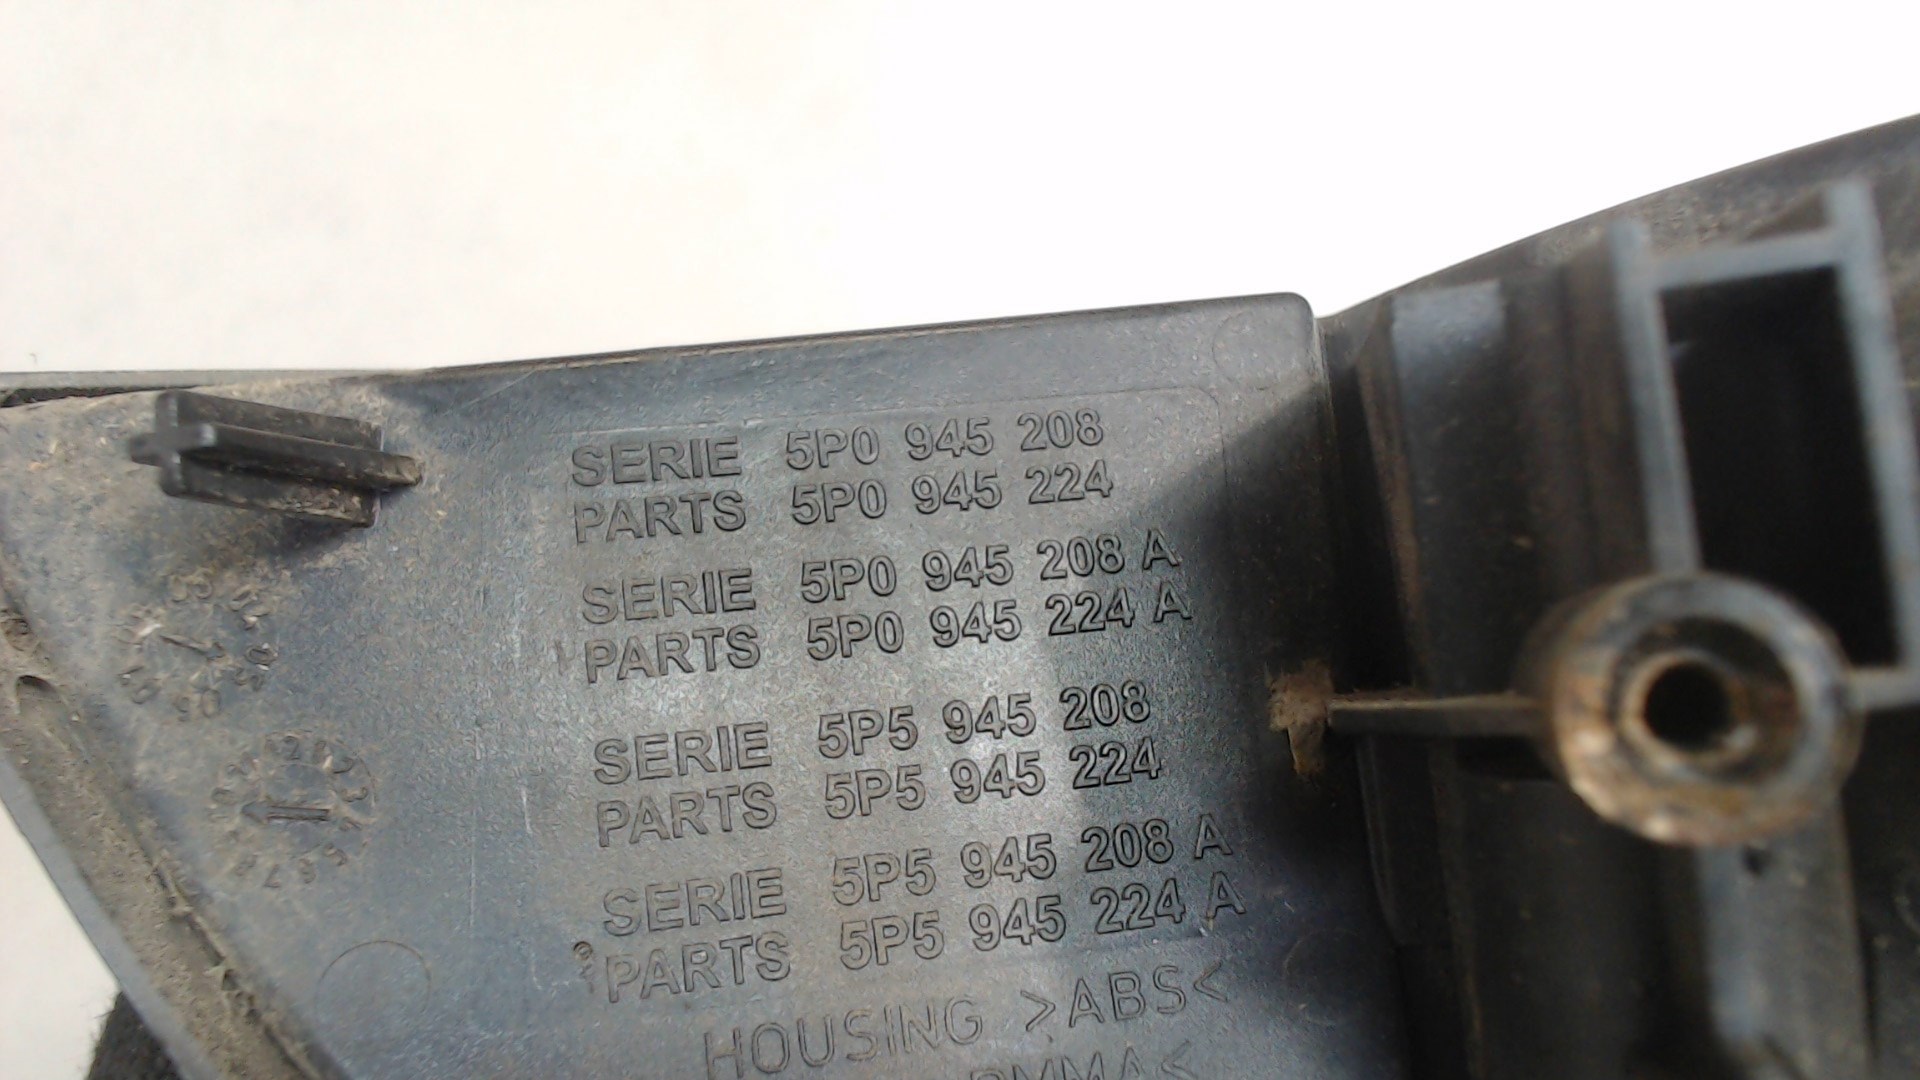 SERIE 5P0 945 208
PARTS 5P0 945 224
SERIE 5P0 945 208 A
PARTS 5P0 945 224 A
SERIE 5P5 945 208
PARTS 5P5 945 224
SERIE 5P5 945 208 A
PARTS 5P5 945 224 A
HOUSING >ABS<
PMMA<